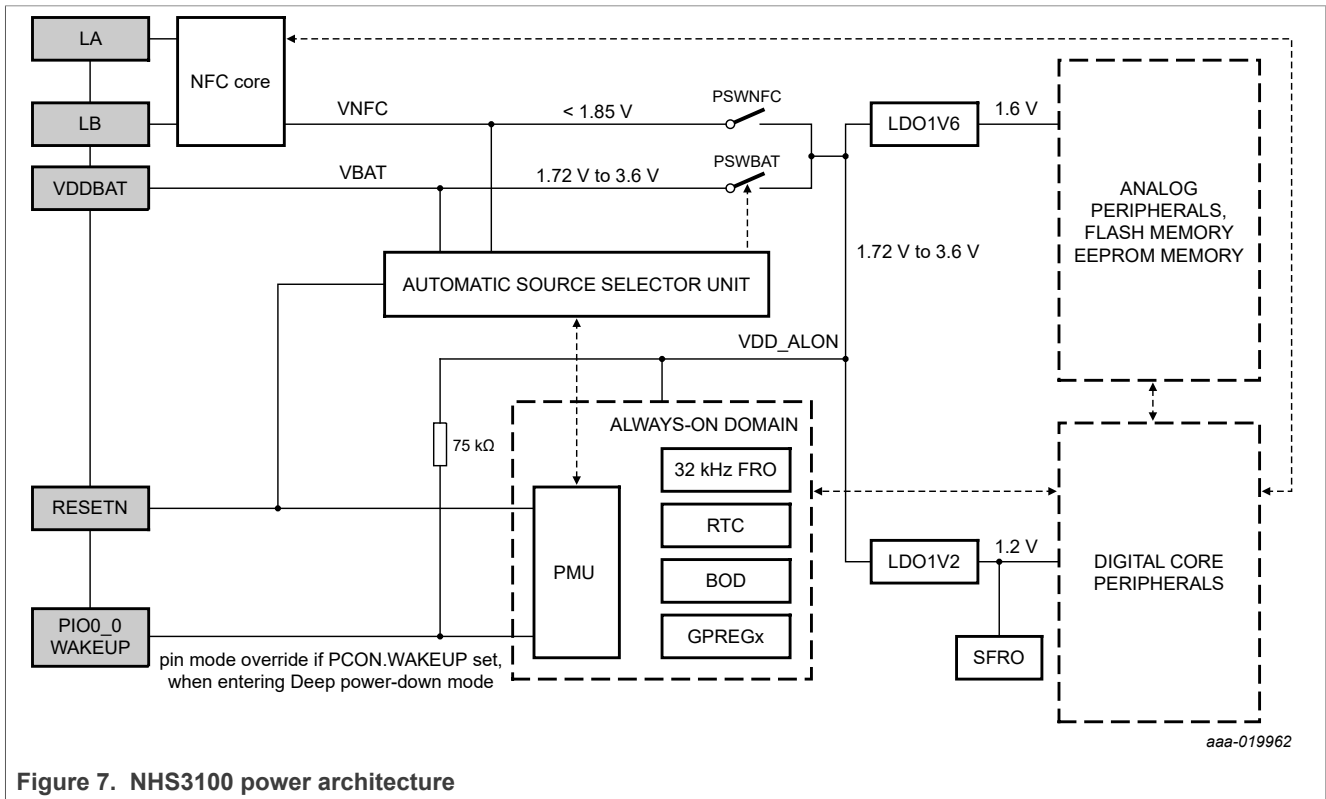 LA
NFC core
LB
VNFC
< 1.85 V
PSWNFC
LDO1V6
1.6 V
VDDBAT
VBAT
1.72 V to 3.6 V
PSWBAT
ANALOG
PERIPHERALS,
FLASH MEMORY
EEPROM MEMORY
1.72 V to 3.6 V
AUTOMATIC SOURCE SELECTOR UNIT
VDD_ALON
ALWAYS-ON DOMAIN
75 kΩ
32 kHz FRO
RESETN
RTC
PMU
BOD
LDO1V2
1.2 V
DIGITAL CORE
PERIPHERALS
GPREGx
SFRO
PIO0_0
WAKEUP
pin mode override if PCON.WAKEUP set,
when entering Deep power-down mode
aaa-019962
Figure 7. NHS3100 power architecture